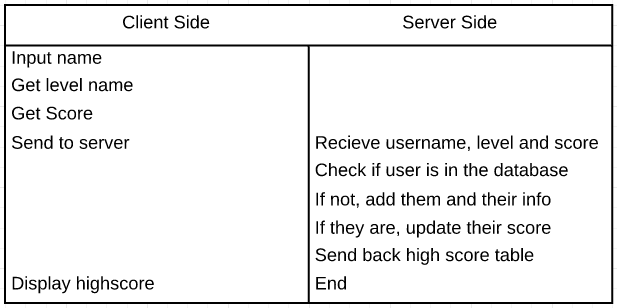 Client Side Server Side
Input name
Get level name
Get Score
Send to server Recieve username, level and score
Check if user is in the database
If not, add them and their info
If they are, update their score
Send back high score table
Display highscore End